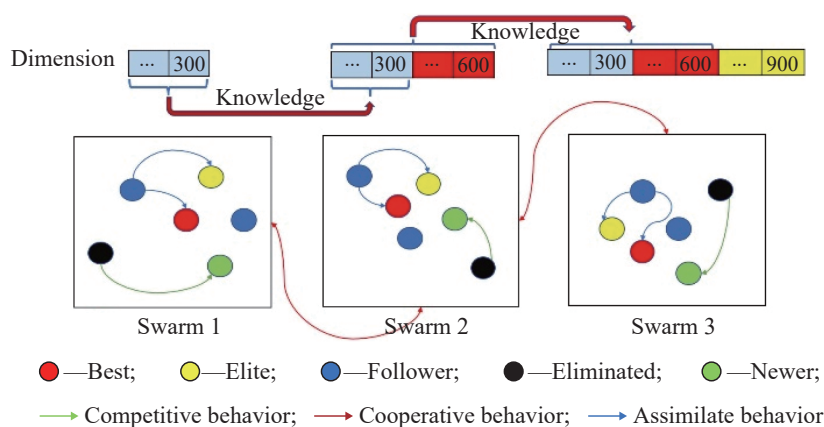 Knowledge
Dimension ... 300 ... 300 ... 600 ... 300 ... 600 ... 900
Knowledge
Swarm 1 Swarm 2 Swarm 3
—Best; —Elite; —Follower; —Eliminated; —Newer;
Competitive behavior; Cooperative behavior; Assimilate behavior